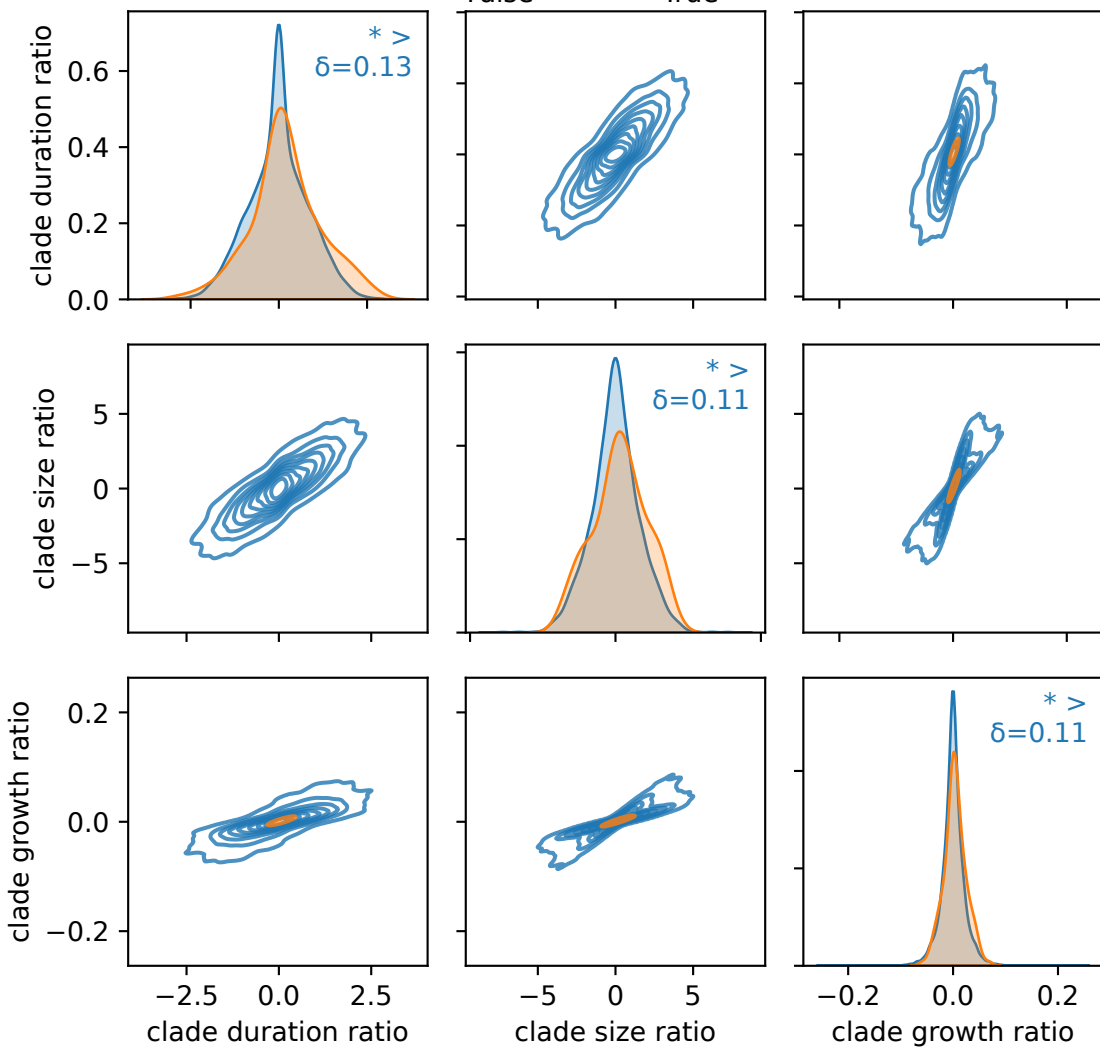 True
clade duration ratio
0.6
0.4
0.2
0.0
* >
δ=0.13
clade size ratio
5
0
−5
* >
δ=0.11
clade growth ratio
0.2
0.0
−0.2
* >
δ=0.11
−2.5 0.0 2.5
−5 0 5
−0.2 0.0 0.2
clade duration ratio
clade size ratio
clade growth ratio